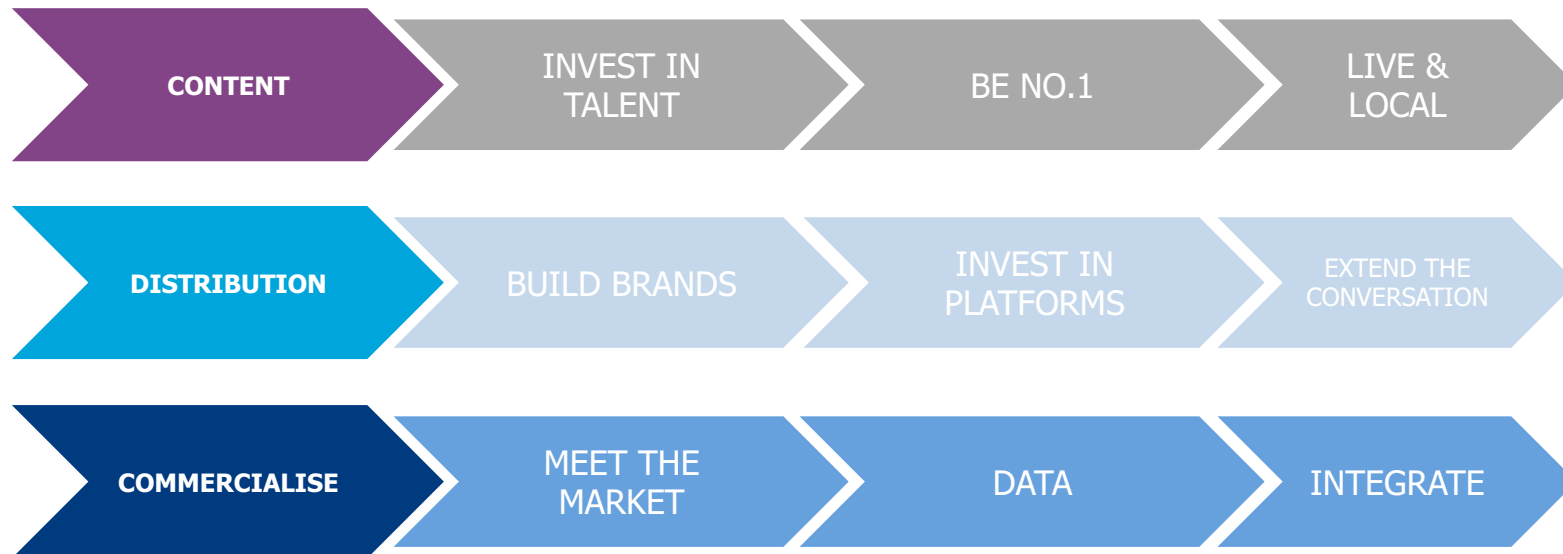 CONTENT
INVEST IN
TALENT
BE NO.1
LIVE &
LOCAL
DISTRIBUTION
BUILD BRANDS
INVEST IN
PLATFORMS
EXTEND THE
CONVERSATION
COMMERCIALISE
MEET THE
MARKET
DATA
INTEGRATE